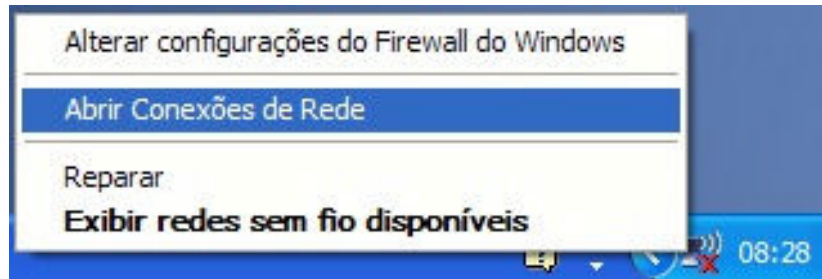 Alterar configurações do Firewall do Windows
Abrir Conexões de Rede
Reparar
Exibir redes sem fio disponíveis
08:28